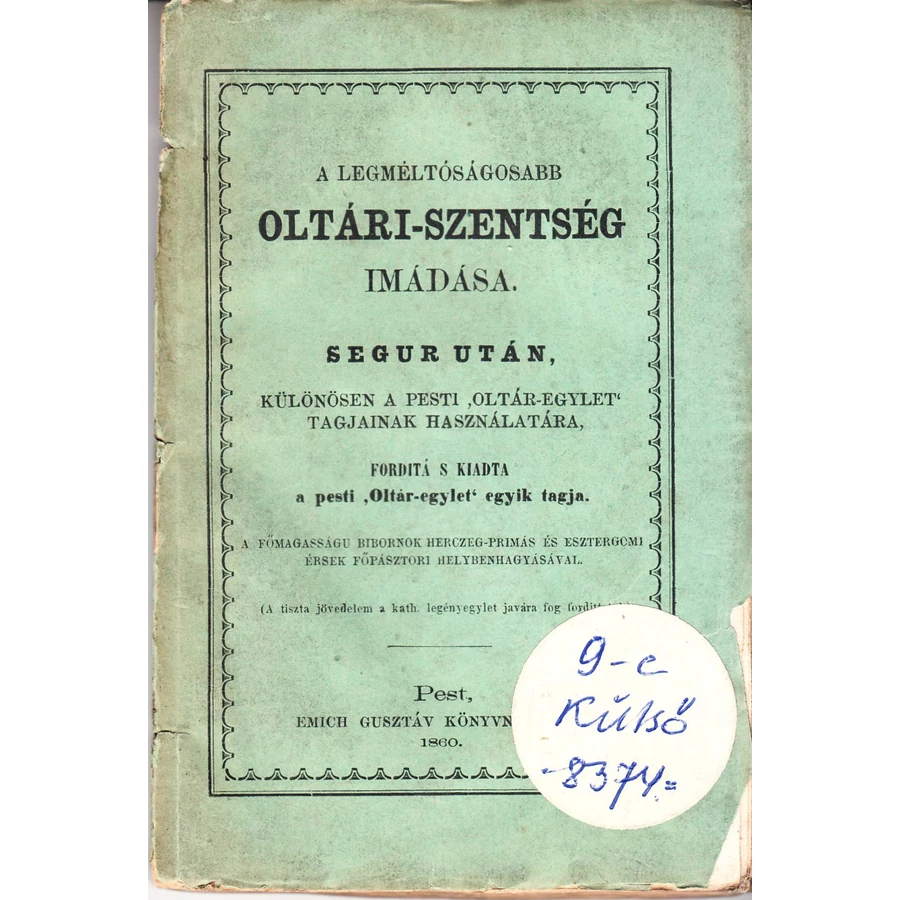 A LEGMÉLTÓSÁGOSABB
OLTÁRI-SZENTSÉG
IMÁDÁSA.
SEGUR UTÁN,
KÜLÖNÖSEN A PESTI ‚OLTÁR-EGYLET‘
TAGJAINAK HASZNÁLATÁRA,
FORDITÁ S KIADTA
a pesti ‚Oltár-egylet‘ egyik tagja.
A FŐMAGASSÁGU BIBORNOK HERCZEG-PRIMÁS ÉS ESZTERGOMI
ÉRSEK FŐPÁSZTORI HELYBENHAGYÁSÁVAL.
(A tiszta jövedelem a kath. legényegylet javára fog
Pest,
EMICH GUSZTÁV
1860.
9-c
Külső
-8374=